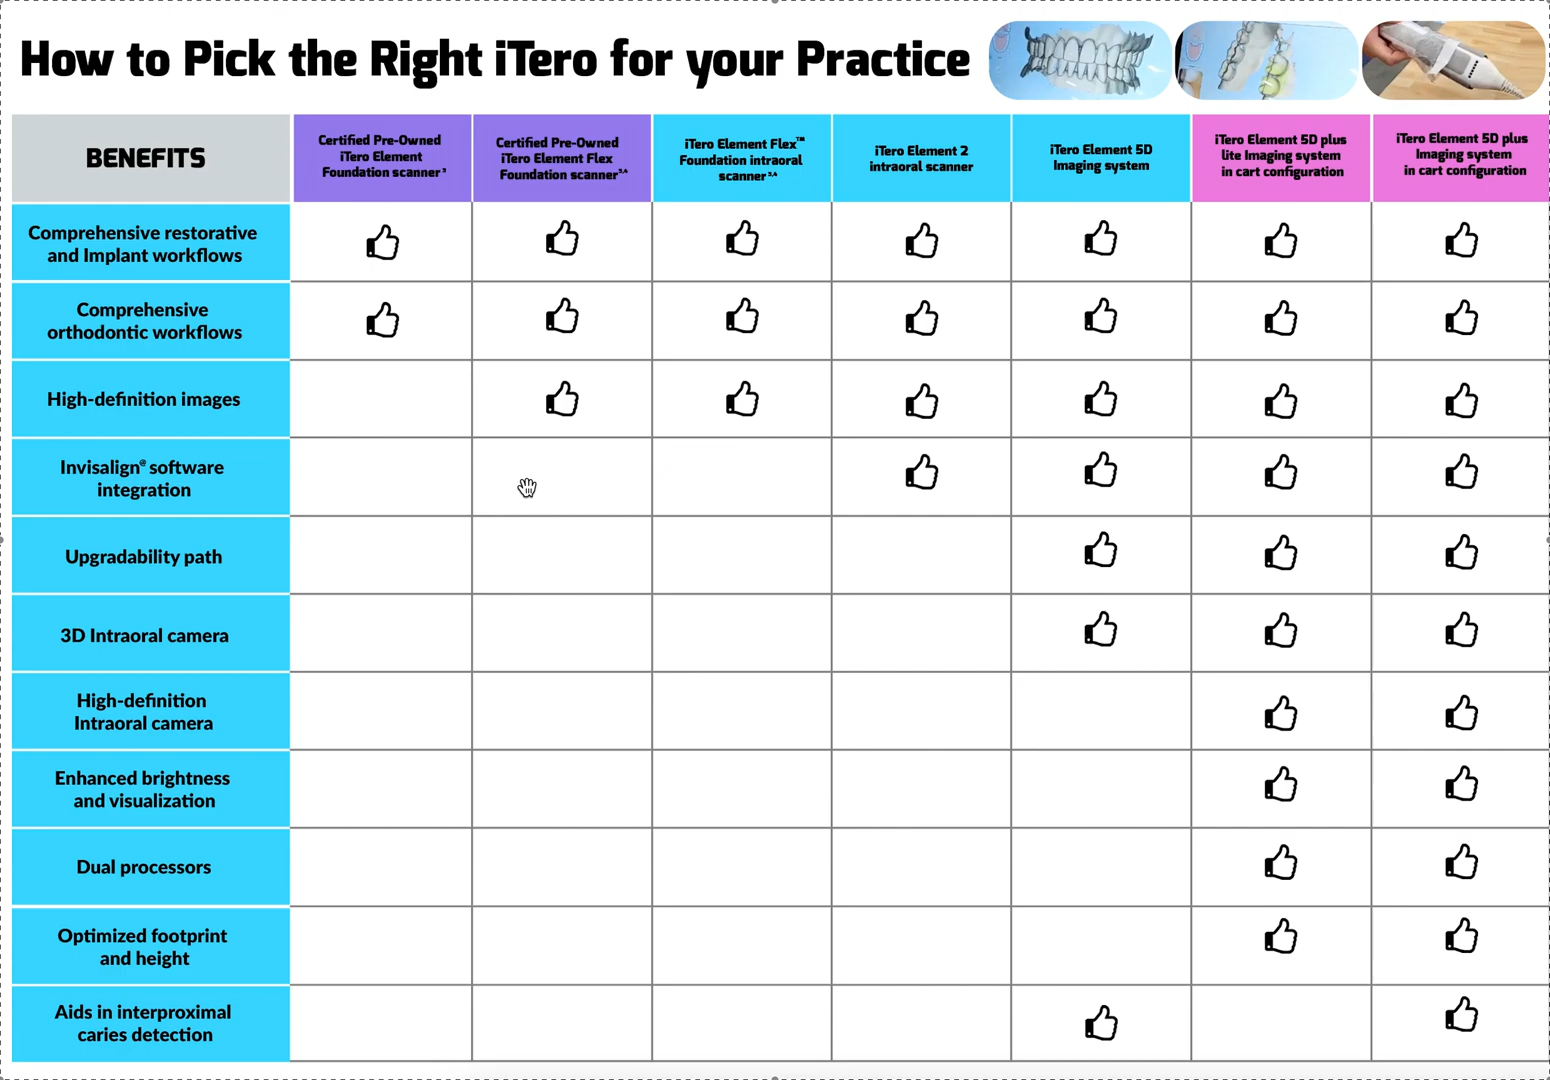 How to Pick the Right iTero for your Practice
BENEFITS
Certified Pre-Owned
iTero Element
Foundation scanner³
Certified Pre-Owned
iTero Element Flex
Foundation scanner³,⁴
iTero Element Flex™
Foundation intraoral
scanner³,⁴
iTero Element 2
intraoral scanner
iTero Element 5D
Imaging system
iTero Element 5D plus
lite Imaging system
in cart configuration
iTero Element 5D plus
Imaging system
in cart configuration
Comprehensive restorative
and Implant workflows
Comprehensive
orthodontic workflows
High-definition images
Invisalign® software
integration
Upgradability path
3D Intraoral camera
High-definition
Intraoral camera
Enhanced brightness
and visualization
Dual processors
Optimized footprint
and height
Aids in interproximal
caries detection